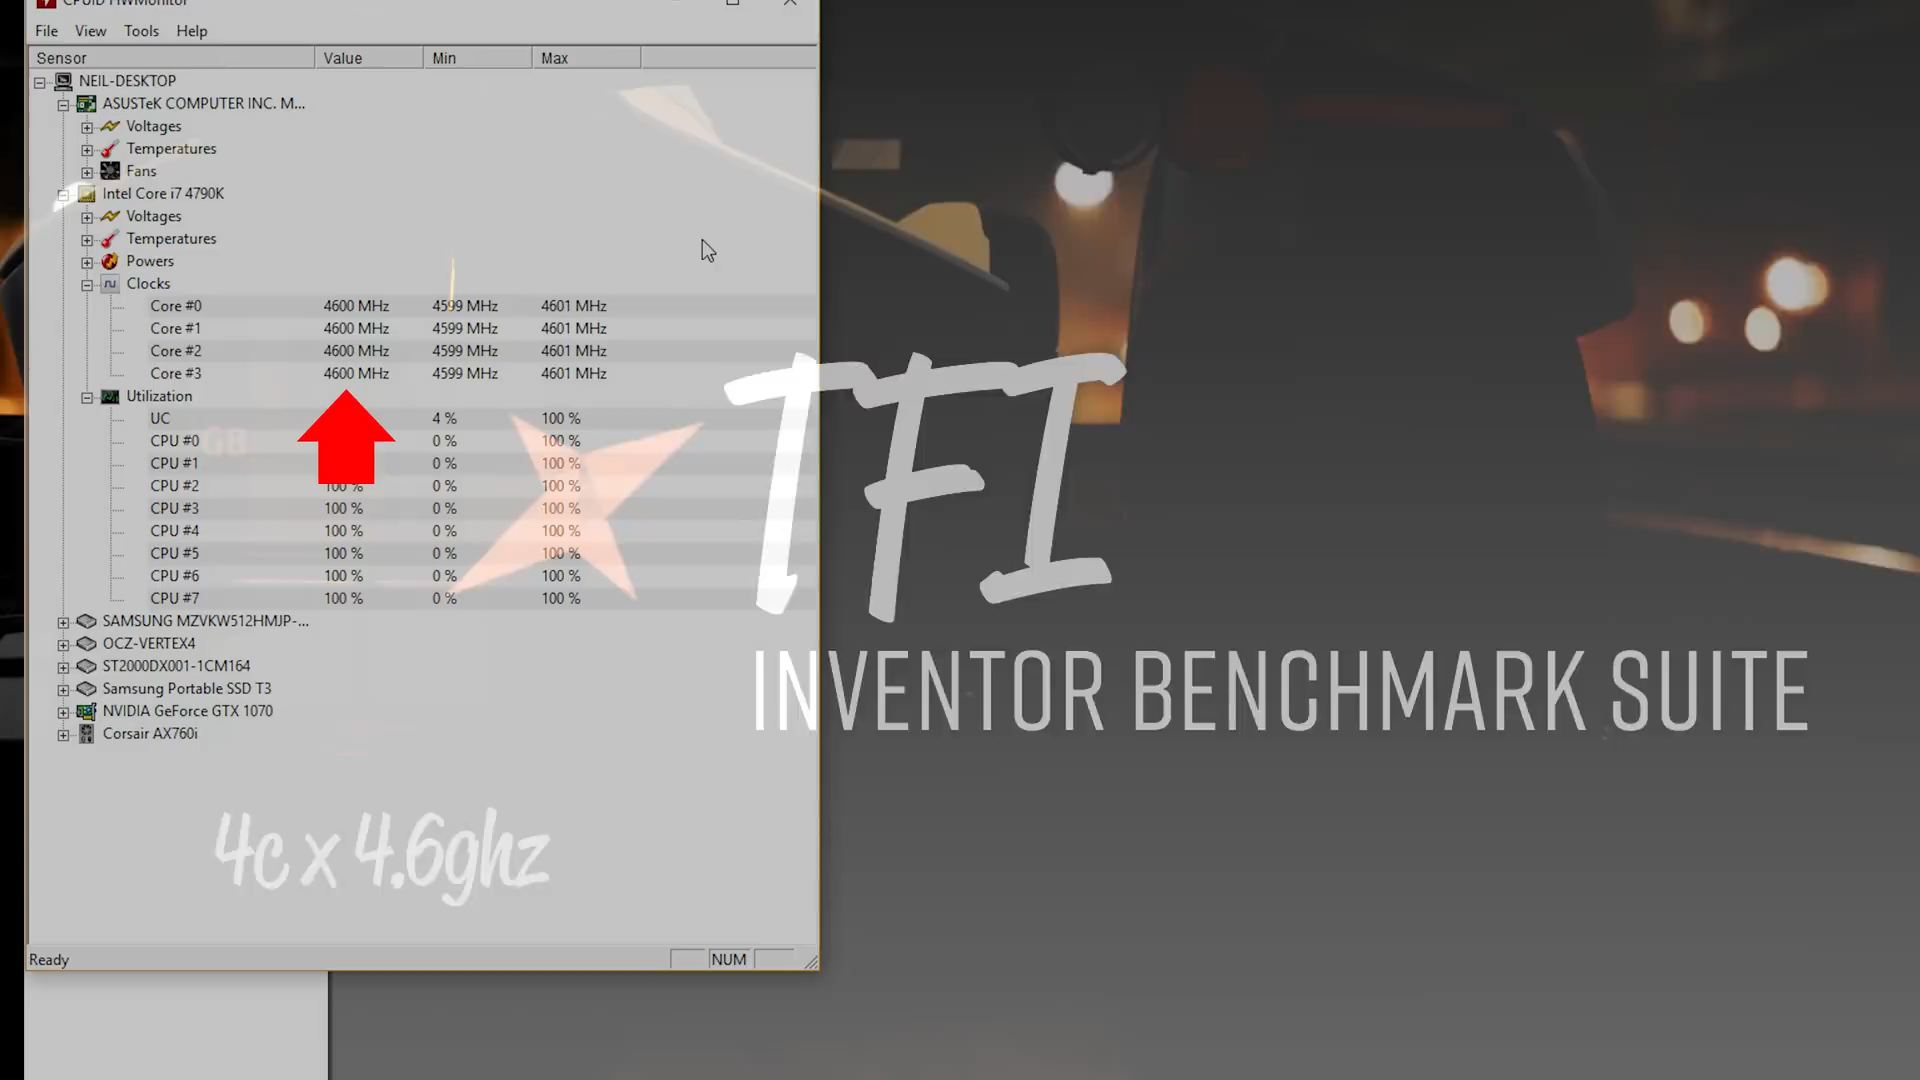 CPUID HWMonitor
File View Tools Help
Sensor Value Min Max
NEIL-DESKTOP
ASUSTeK COMPUTER INC. M...
Voltages
Temperatures
Fans
Intel Core i7 4790K
Voltages
Temperatures
Powers
Clocks
Core #0 4600 MHz 4599 MHz 4601 MHz
Core #1 4600 MHz 4599 MHz 4601 MHz
Core #2 4600 MHz 4599 MHz 4601 MHz
Core #3 4600 MHz 4599 MHz 4601 MHz
Utilization
UC 4 % 100 %
CPU #0 0 % 100 %
CPU #1 0 % 100 %
CPU #2 100 % 0 % 100 %
CPU #3 100 % 0 % 100 %
CPU #4 100 % 0 % 100 %
CPU #5 100 % 0 % 100 %
CPU #6 100 % 0 % 100 %
CPU #7 100 % 0 % 100 %
SAMSUNG MZVKW512HMJP-...
OCZ-VERTEX4
ST2000DX001-1CM164
Samsung Portable SSD T3
NVIDIA GeForce GTX 1070
Corsair AX760i
GB
4c x 4.6ghz
Ready NUM
TFI
INVENTOR BENCHMARK SUITE